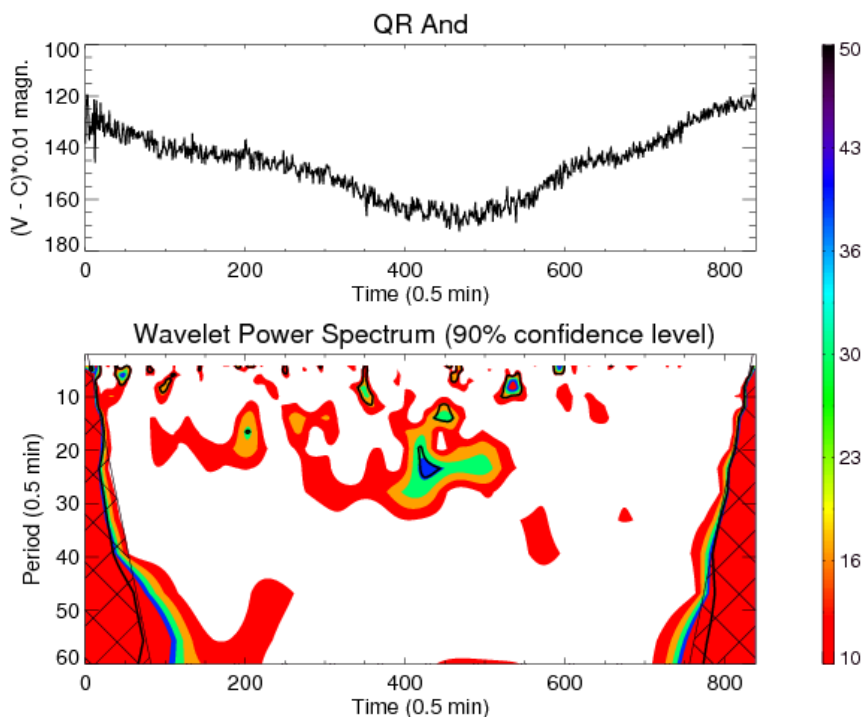 QR And
(V - C)*0.01 magn.
100
120
140
160
180
0 200 400 600 800
Time (0.5 min)
Wavelet Power Spectrum (90% confidence level)
Period (0.5 min)
10
20
30
40
50
60
0 200 400 600 800
Time (0.5 min)
50
43
36
30
23
16
10